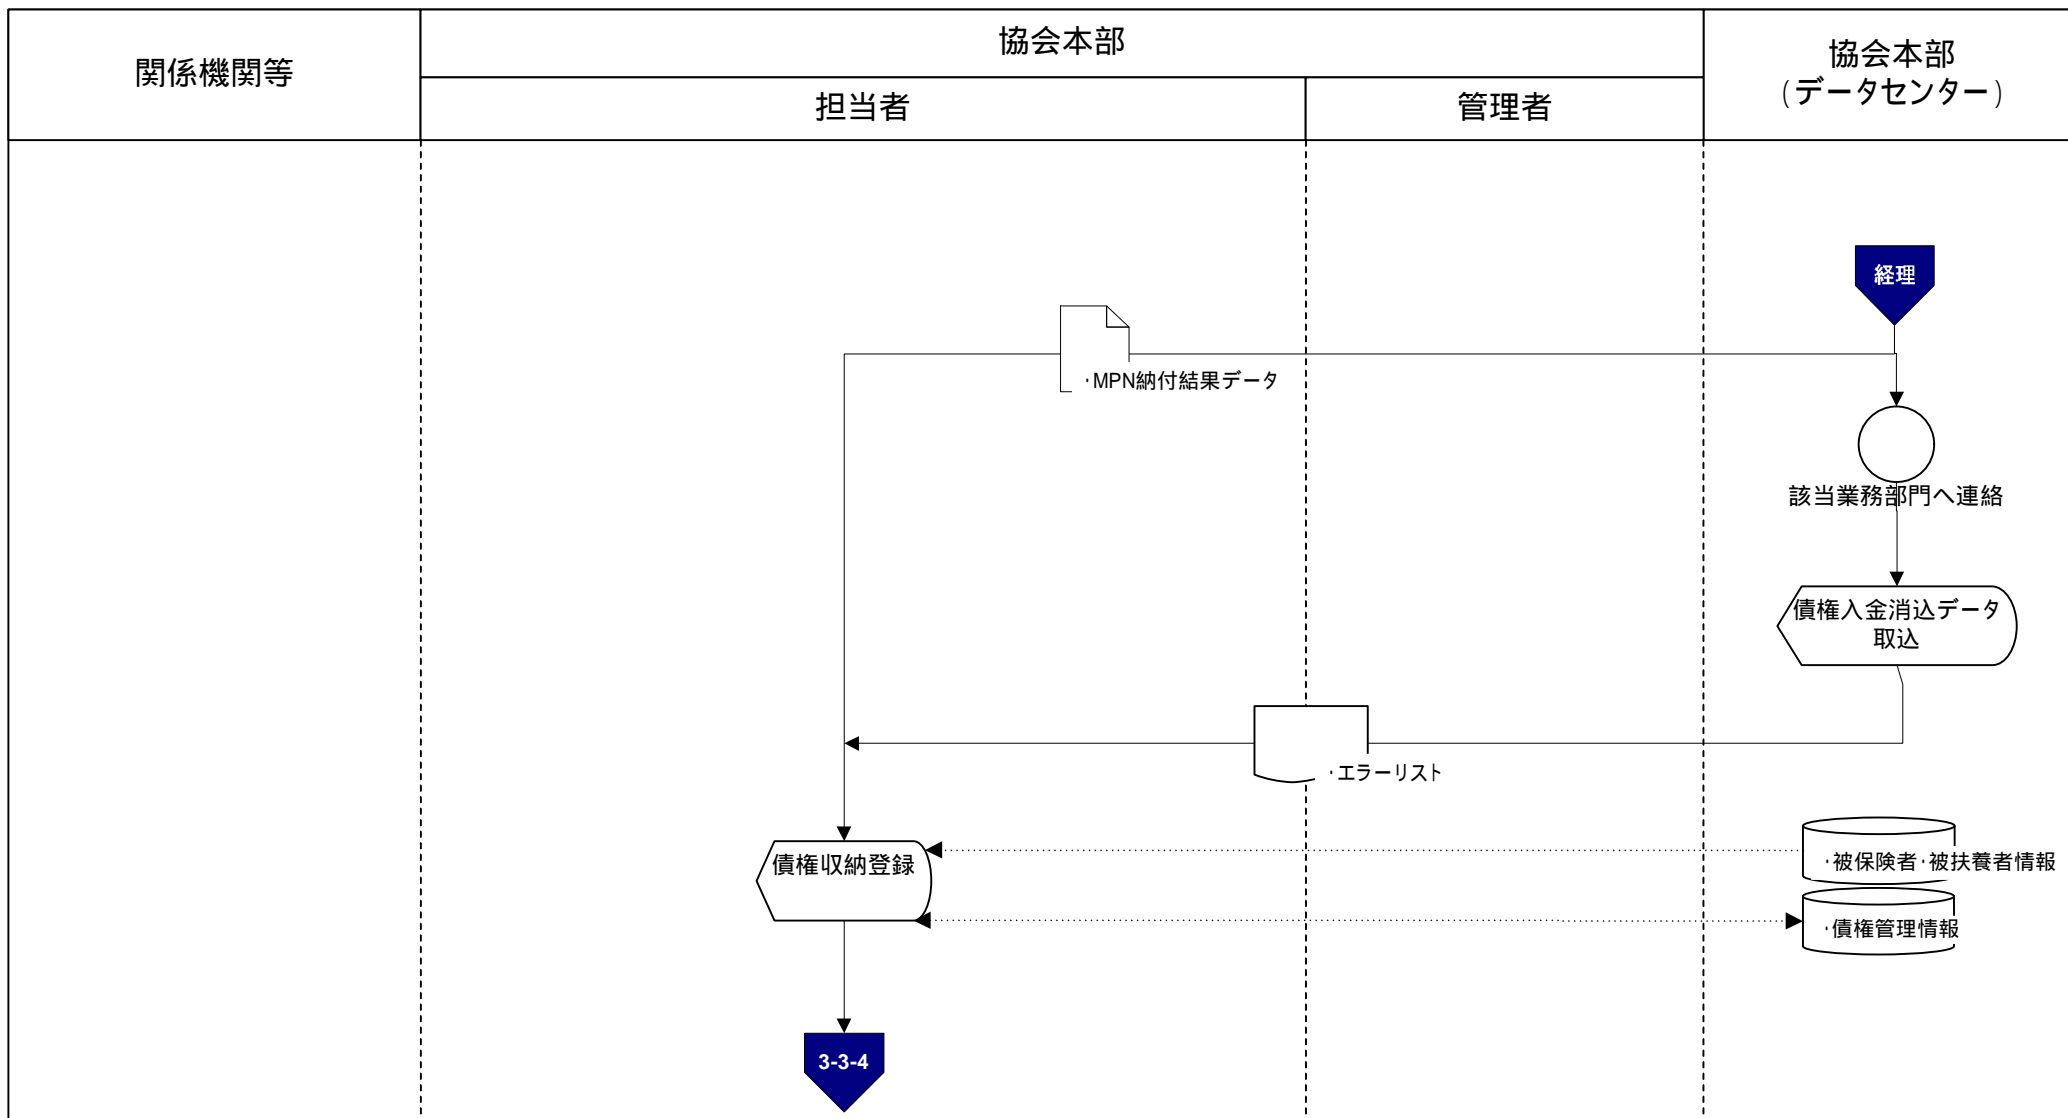 関係機関等
協会本部
担当者
管理者
協会本部
(データセンター)
経理
・MPN納付結果データ
該当業務部門へ連絡
債権入金消込データ
取込
・エラーリスト
債権収納登録
・被保険者・被扶養者情報
・債権管理情報
3-3-4